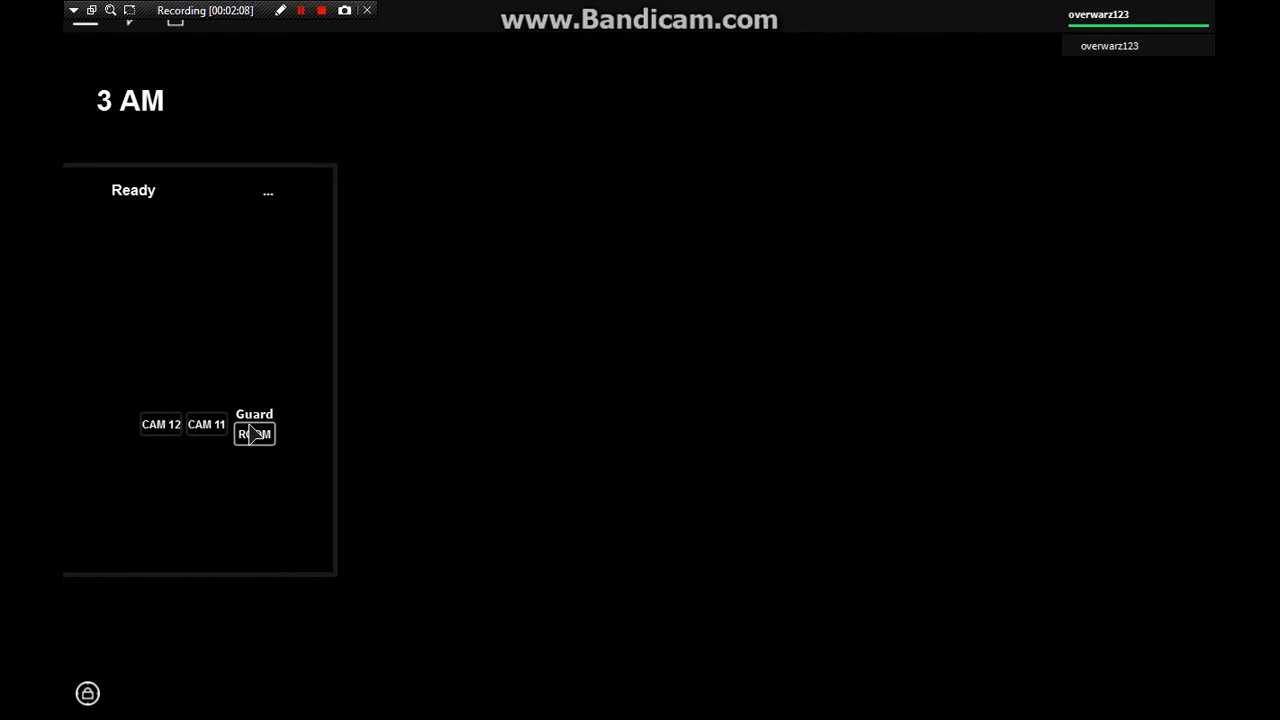 Recording [00:02:08]
www.Bandicam.com
overwarz123
overwarz123
3 AM
Ready
...
Guard
CAM 12
CAM 11